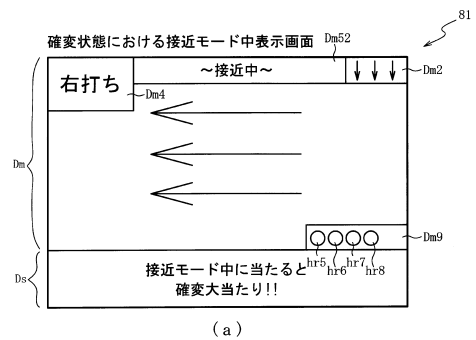 81
確変状態における接近モード中表示画面
Dm52
右打ち
～接近中～
Dm2
Dm4
Dm
Dm9
hr5 hr6 hr7 hr8
Ds
接近モード中に当たると
確変大当たり!!
(a)